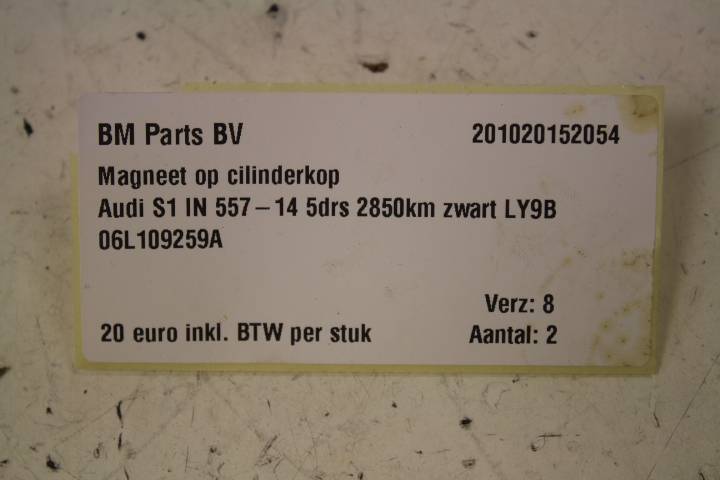 BM Parts BV 201020152054
Magneet op cilinderkop
Audi S1 IN 557 – 14 5drs 2850km zwart LY9B
06L109259A
Verz: 8
20 euro inkl. BTW per stuk Aantal: 2